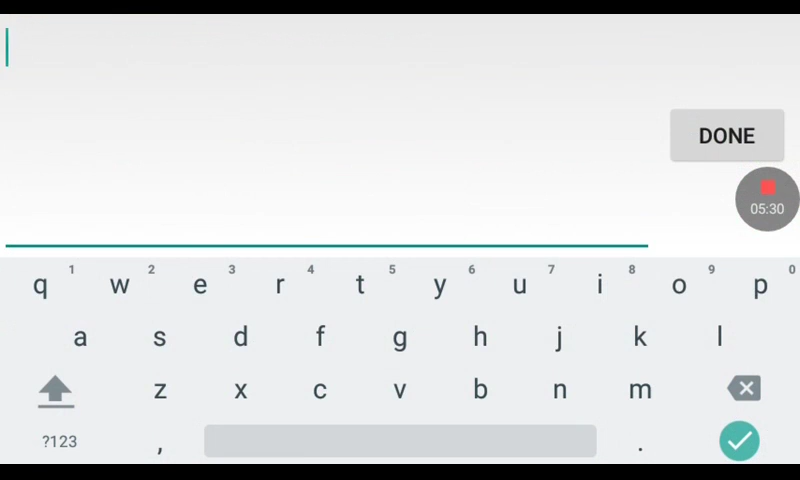 DONE
05:30
q 1 w 2 e 3 r 4 t 5 y 6 u 7 i 8 o 9 p 0
a s d f g h j k l
z x c v b n m
?123 , .